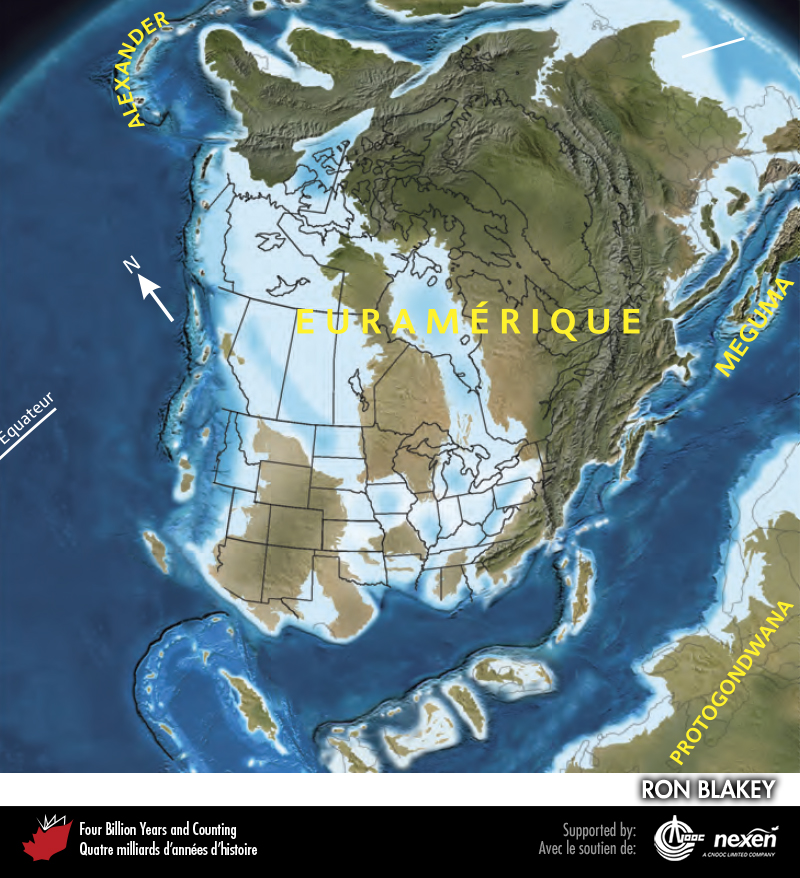 ALEXANDER
N
EURAMÉRIQUE
MEGUMA
Équateur
PROTOGONDWANA
RON BLAKEY
Four Billion Years and Counting
Quatre milliards d'années d'histoire
Supported by:
Avec le soutien de:
CNOOC
nexen
A CNOOC LIMITED COMPANY